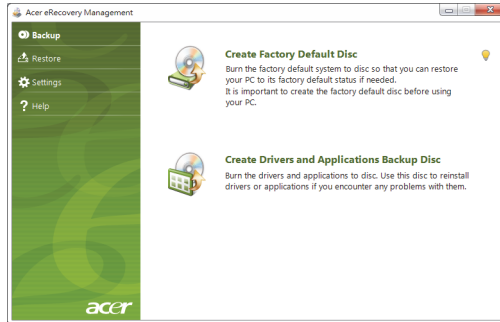 Acer eRecovery Management
Backup
Restore
Settings
Help
Create Factory Default Disc
Burn the factory default system to disc so that you can restore
your PC to its factory default status if needed.
It is important to create the factory default disc before using
your PC.
Create Drivers and Applications Backup Disc
Burn the drivers and applications to disc. Use this disc to reinstall
drivers or applications if you encounter any problems with them.
acer